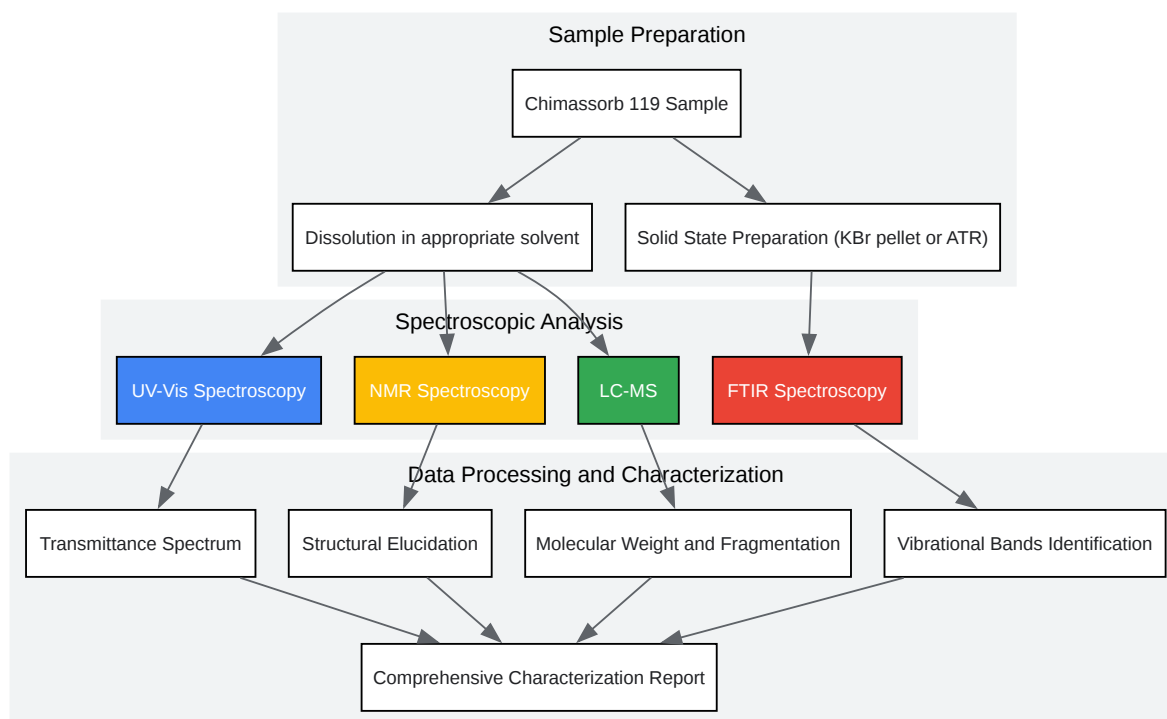 Sample Preparation
Chimassorb 119 Sample
Dissolution in appropriate solvent
Solid State Preparation (KBr pellet or ATR)
Spectroscopic Analysis
UV-Vis Spectroscopy
NMR Spectroscopy
LC-MS
FTIR Spectroscopy
Data Processing and Characterization
Transmittance Spectrum
Structural Elucidation
Molecular Weight and Fragmentation
Vibrational Bands Identification
Comprehensive Characterization Report